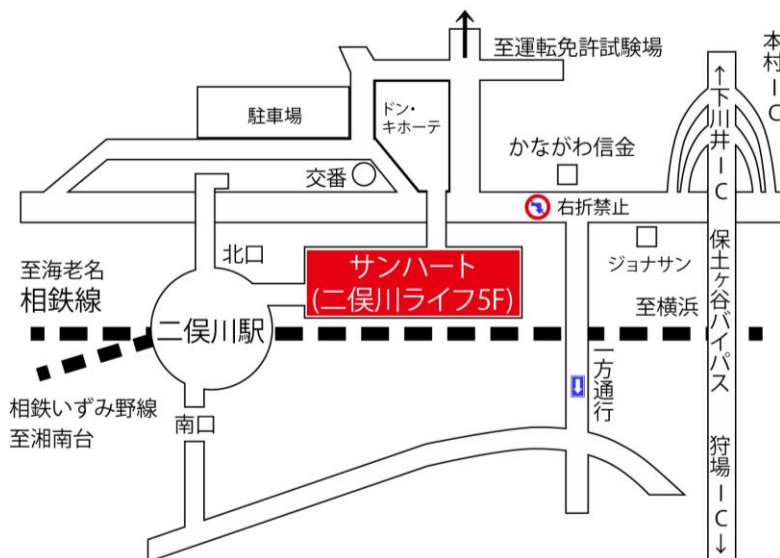 至運転免許試験場
本村IC
↑下川井IC 保土ヶ谷バイパス 狩場IC↓
駐車場
ドン・
キホーテ
かながわ信金
交番
右折禁止
北口
サンハート
(二俣川ライフ5F)
ジョナサン
至海老名
相鉄線
至横浜
二俣川駅
一方通行
相鉄いずみ野線
至湘南台
南口